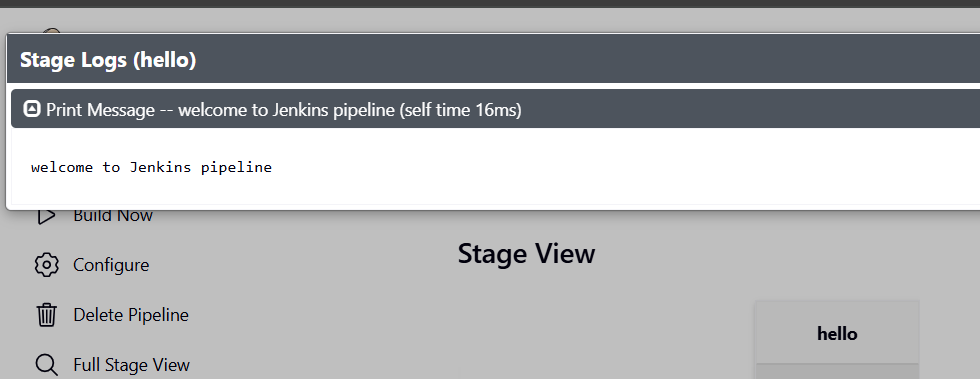 Stage Logs (hello)
Print Message -- welcome to Jenkins pipeline (self time 16ms)
welcome to Jenkins pipeline
Build Now
Configure
Stage View
Delete Pipeline
hello
Full Stage View